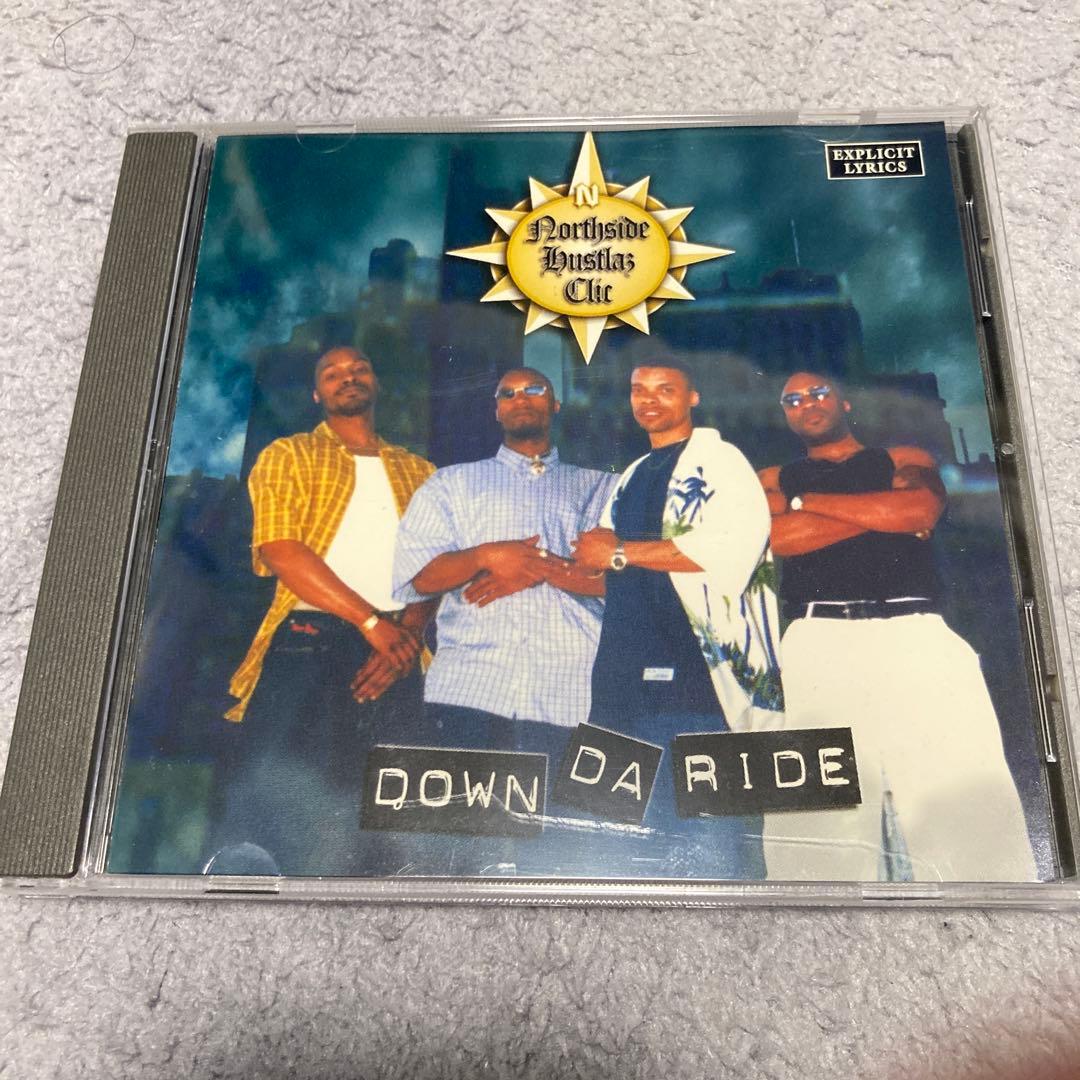 EXPLICIT
LYRICS
N
Northside
Hustlaz
Clic
DOWN DA RIDE